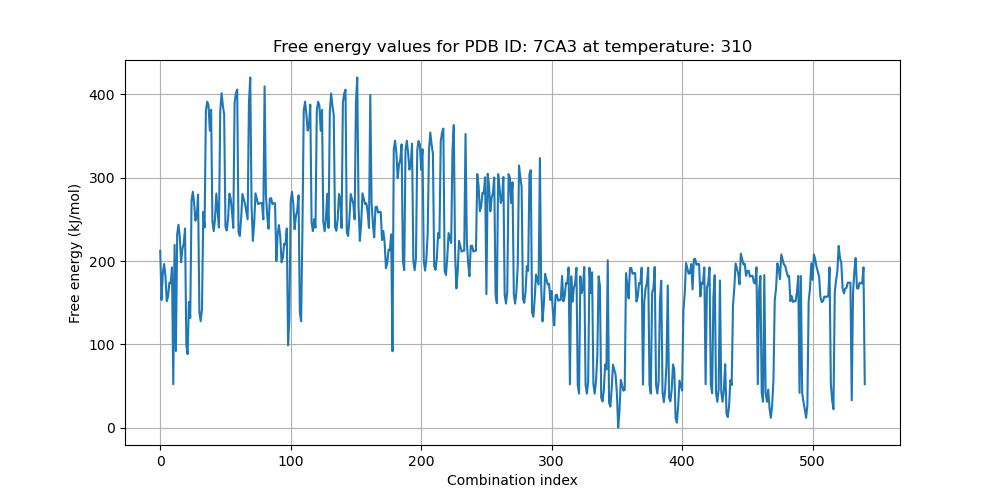 Free energy values for PDB ID: 7CA3 at temperature: 310
Free energy (kJ/mol)
400
300
200
100
0
0 100 200 300 400 500
Combination index